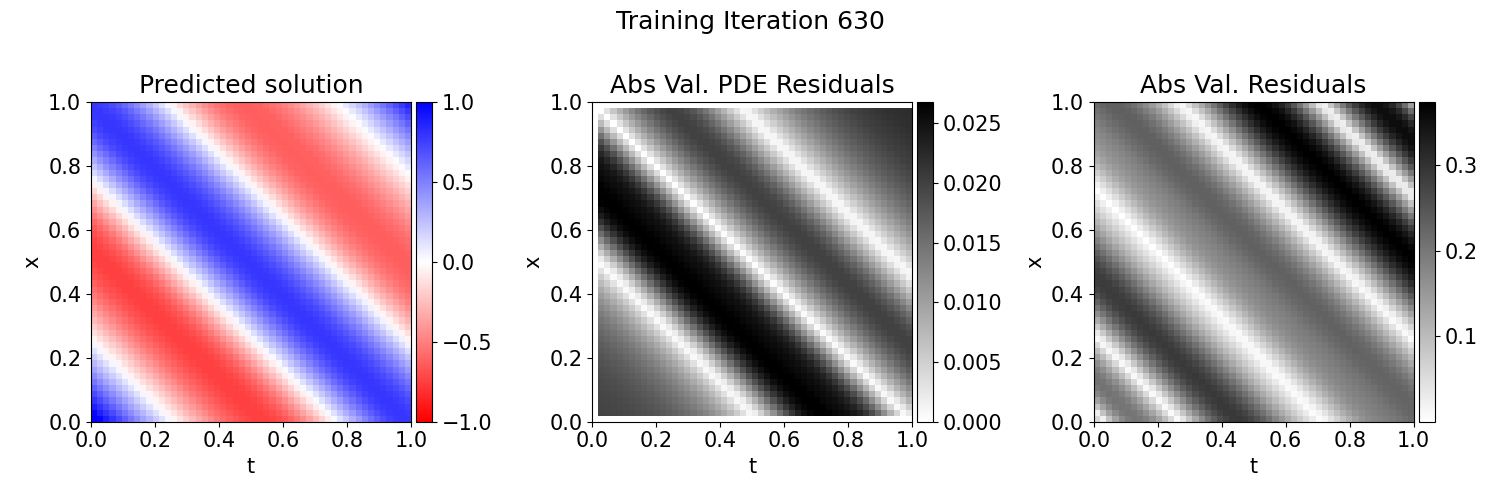 Training Iteration 630
Predicted solution
Abs Val. PDE Residuals
Abs Val. Residuals
1.0
0.8
0.6
0.4
0.2
0.0
x
0.0 0.2 0.4 0.6 0.8 1.0
t
1.0
0.5
0.0
−0.5
−1.0
1.0
0.8
0.6
0.4
0.2
0.0
x
0.0 0.2 0.4 0.6 0.8 1.0
t
0.025
0.020
0.015
0.010
0.005
0.000
1.0
0.8
0.6
0.4
0.2
0.0
x
0.0 0.2 0.4 0.6 0.8 1.0
t
0.3
0.2
0.1